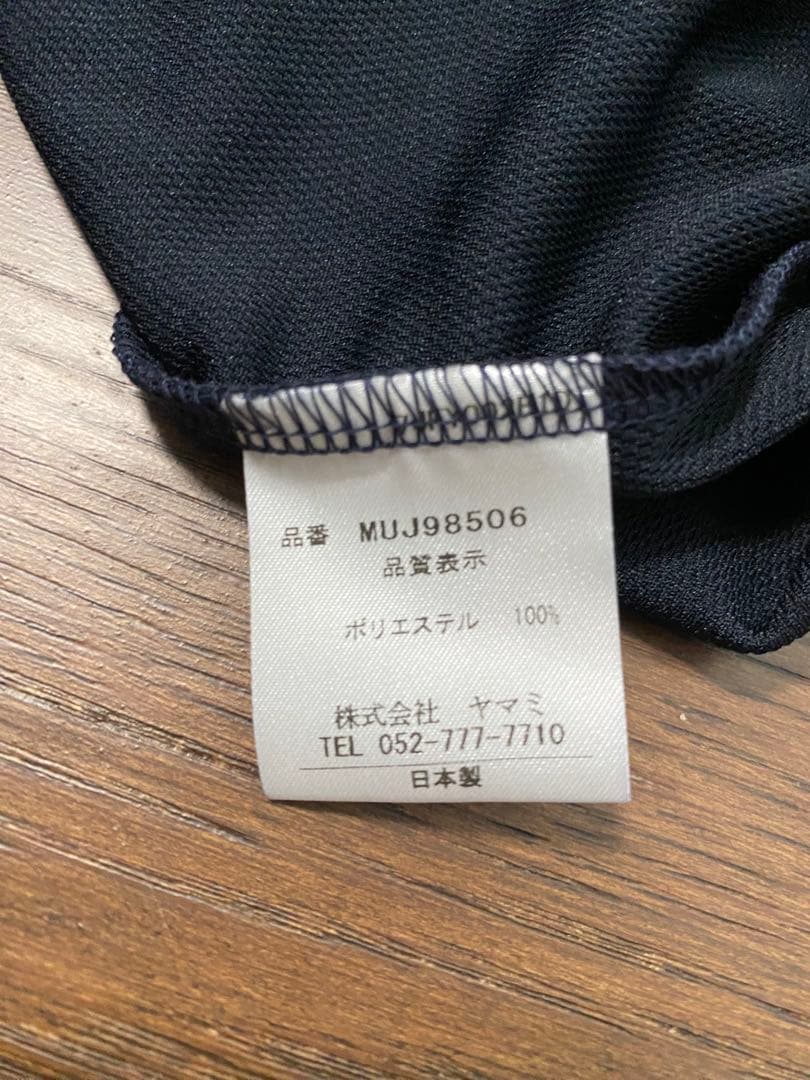 品番 MUJ98506
品質表示
ポリエステル 100%
株式会社 ヤマミ
TEL 052-777-7710
日本製